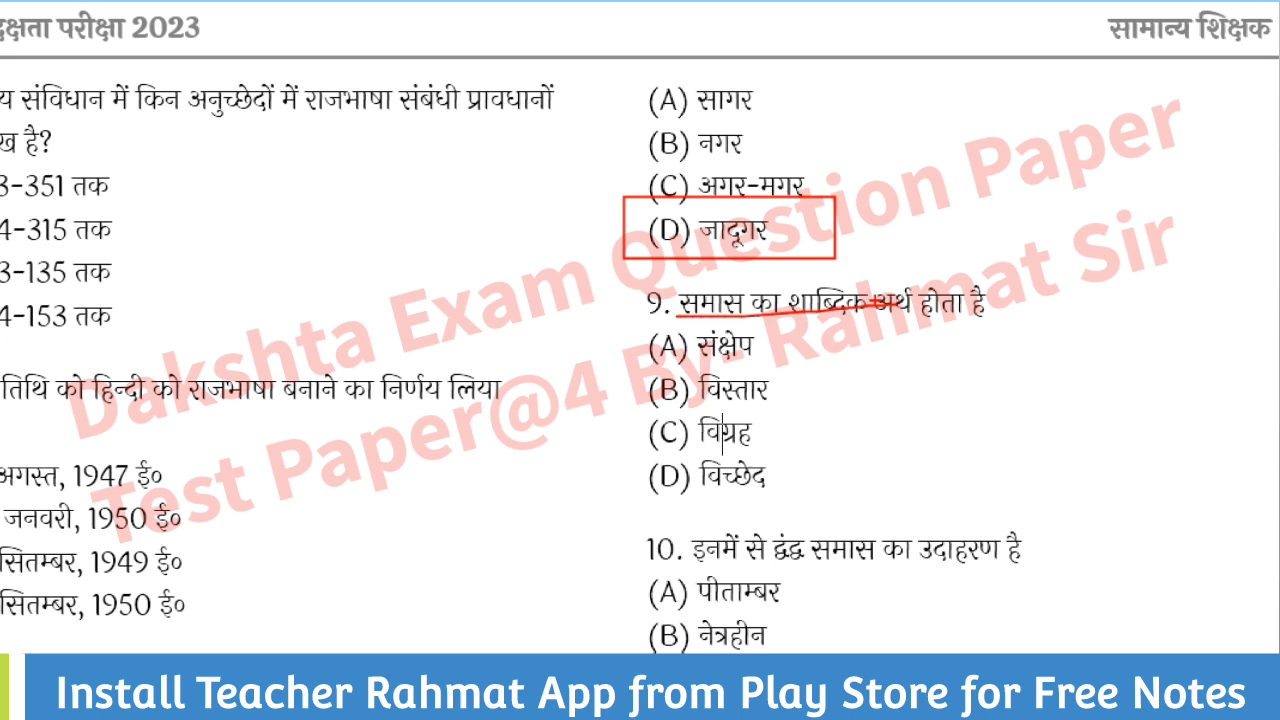 दक्षता परीक्षा 2023
सामान्य शिक्षक
य संविधान में किन अनुच्छेदों में राजभाषा संबंधी प्रावधानों
ख है?
3-351 तक
4-315 तक
3-135 तक
4-153 तक
तिथि को हिन्दी को राजभाषा बनाने का निर्णय लिया
अगस्त, 1947 ई०
जनवरी, 1950 ई०
सितम्बर, 1949 ई०
सितम्बर, 1950 ई०
(A) सागर
(B) नगर
(C) अगर-मगर
(D) जादूगर
9. समास का शाब्दिक अर्थ होता है
(A) संक्षेप
(B) विस्तार
(C) विग्रह
(D) विच्छेद
10. इनमें से द्वंद्व समास का उदाहरण है
(A) पीताम्बर
(B) नेत्रहीन
Dakshta Exam Question Paper
Test Paper@4 By- Rahmat Sir
Install Teacher Rahmat App from Play Store for Free Notes